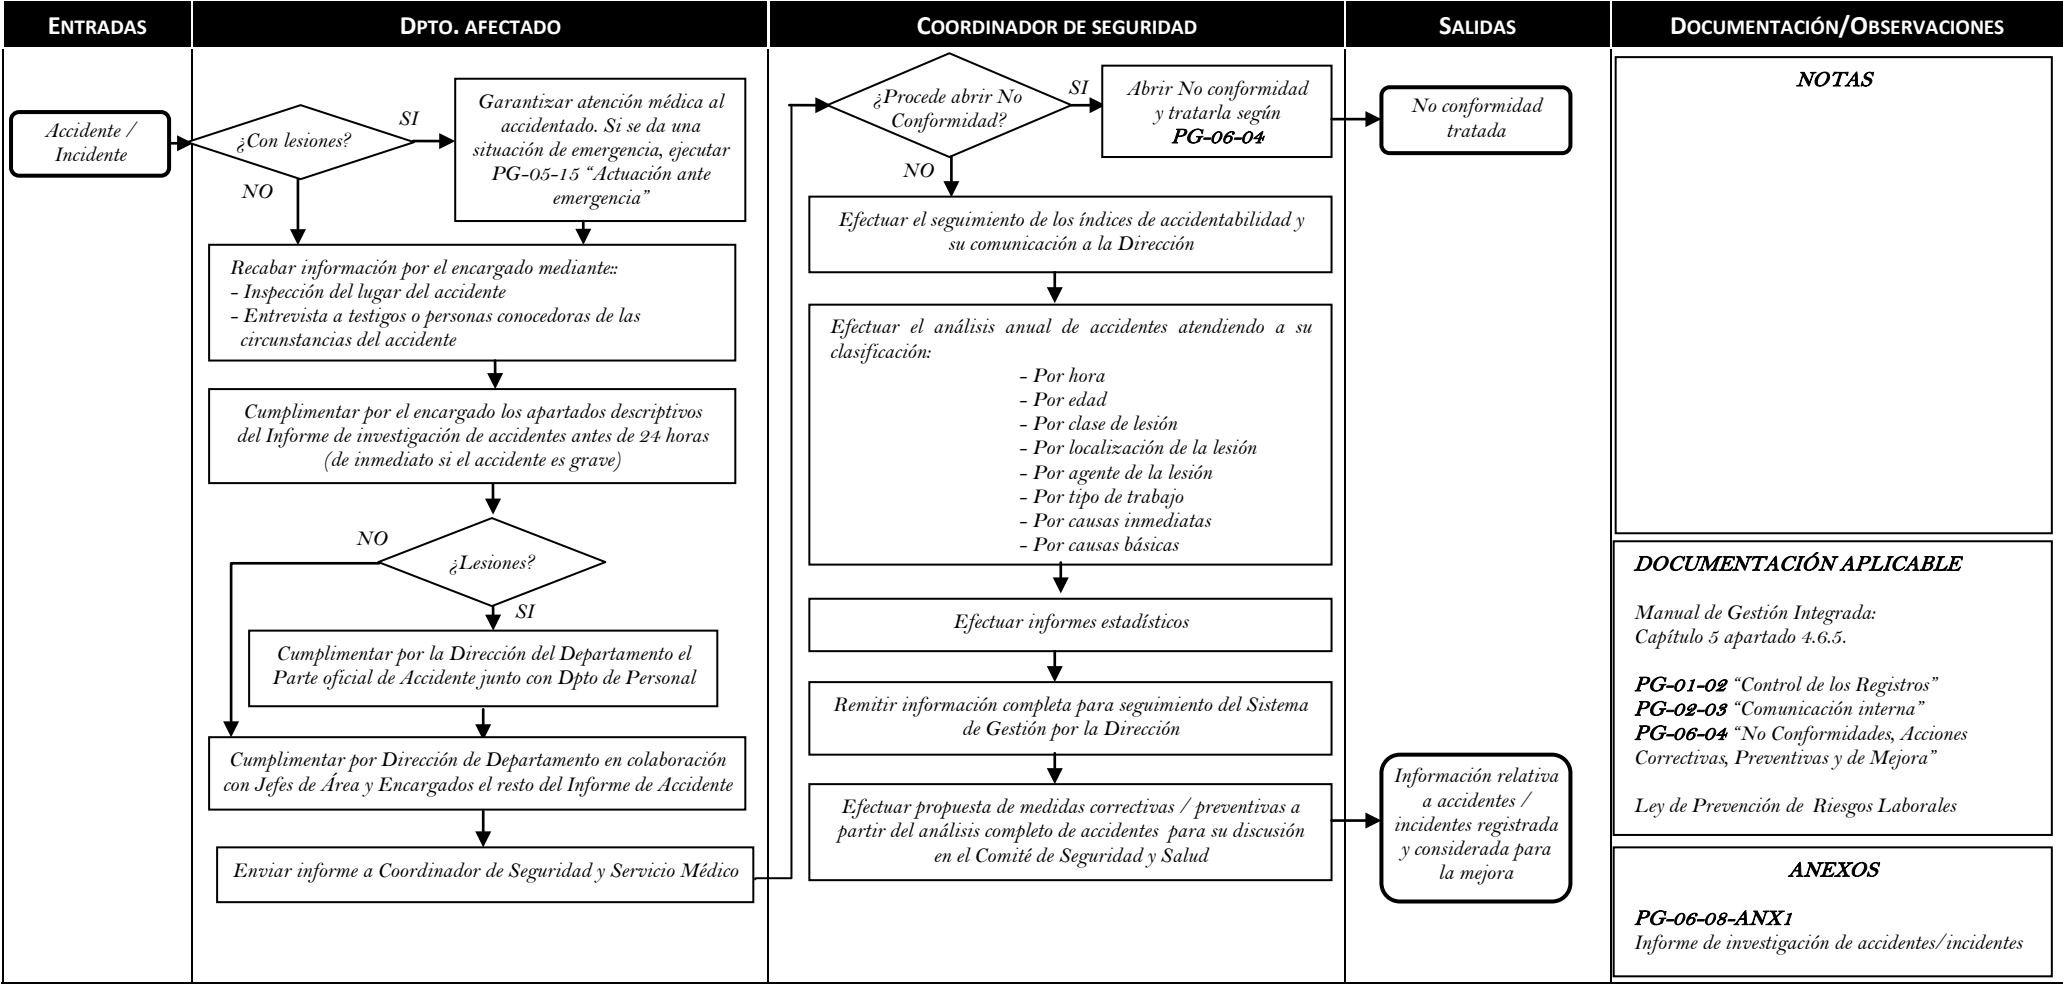 ENTRADAS
DPTO. AFECTADO
COORDINADOR DE SEGURIDAD
SALIDAS
DOCUMENTACIÓN/OBSERVACIONES
Accidente /
Incidente
¿Con lesiones?
SI
NO
Garantizar atención médica al
accidentado. Si se da una
situación de emergencia, ejecutar
PG-05-15 “Actuación ante
emergencia”
Recabar información por el encargado mediante::
- Inspección del lugar del accidente
- Entrevista a testigos o personas conocedoras de las
circunstancias del accidente
Cumplimentar por el encargado los apartados descriptivos
del Informe de investigación de accidentes antes de 24 horas
(de inmediato si el accidente es grave)
¿Lesiones?
NO
SI
Cumplimentar por la Dirección del Departamento el
Parte oficial de Accidente junto con Dpto de Personal
Cumplimentar por Dirección de Departamento en colaboración
con Jefes de Área y Encargados el resto del Informe de Accidente
Enviar informe a Coordinador de Seguridad y Servicio Médico
¿Procede abrir No
Conformidad?
SI
NO
Abrir No conformidad
y tratarla según
PG-06-04
Efectuar el seguimiento de los índices de accidentabilidad y
su comunicación a la Dirección
Efectuar el análisis anual de accidentes atendiendo a su
clasificación:
- Por hora
- Por edad
- Por clase de lesión
- Por localización de la lesión
- Por agente de la lesión
- Por tipo de trabajo
- Por causas inmediatas
- Por causas básicas
Efectuar informes estadísticos
Remitir información completa para seguimiento del Sistema
de Gestión por la Dirección
Efectuar propuesta de medidas correctivas / preventivas a
partir del análisis completo de accidentes para su discusión
en el Comité de Seguridad y Salud
No conformidad
tratada
Información relativa
a accidentes /
incidentes registrada
y considerada para
la mejora
NOTAS
DOCUMENTACIÓN APLICABLE
Manual de Gestión Integrada:
Capítulo 5 apartado 4.6.5.
PG-01-02 “Control de los Registros”
PG-02-03 “Comunicación interna”
PG-06-04 “No Conformidades, Acciones
Correctivas, Preventivas y de Mejora”
Ley de Prevención de Riesgos Laborales
ANEXOS
PG-06-08-ANX1
Informe de investigación de accidentes/incidentes